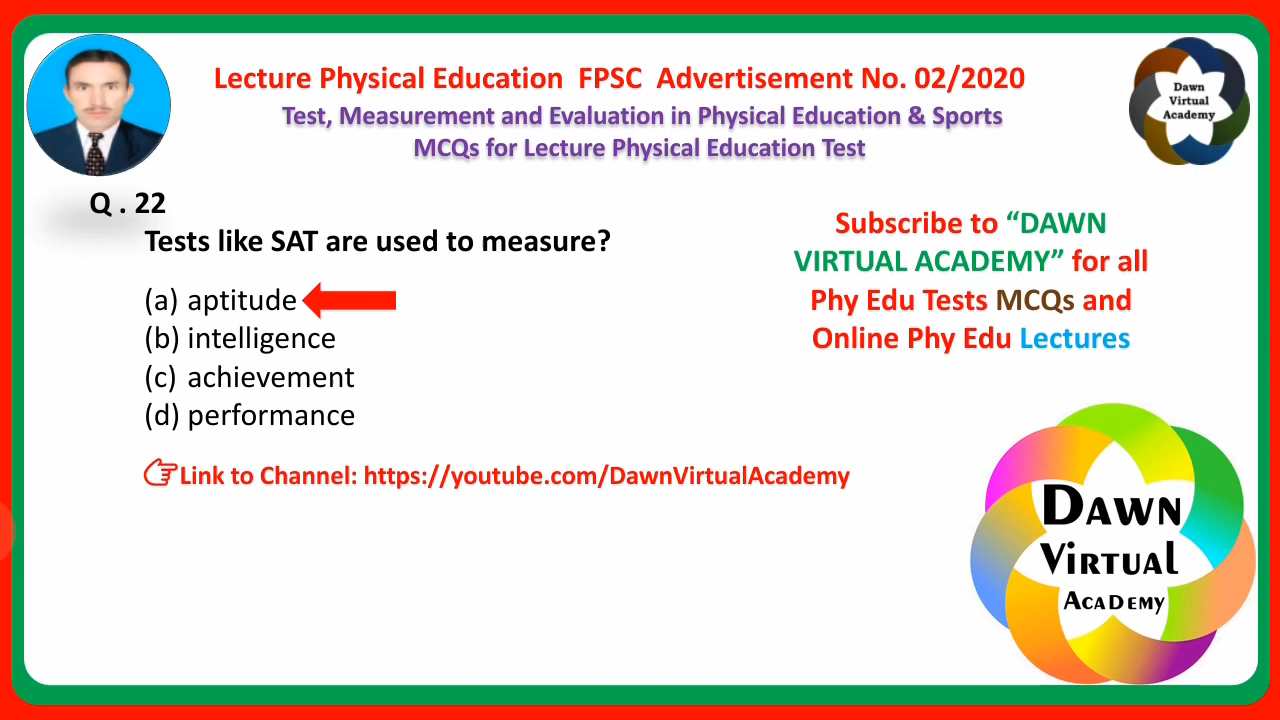 Lecture Physical Education FPSC Advertisement No. 02/2020
Test, Measurement and Evaluation in Physical Education & Sports
MCQs for Lecture Physical Education Test
Dawn
Virtual
Academy
Q . 22
Tests like SAT are used to measure?
(a) aptitude
(b) intelligence
(c) achievement
(d) performance
Link to Channel: https://youtube.com/DawnVirtualAcademy
Subscribe to “DAWN
VIRTUAL ACADEMY” for all
Phy Edu Tests MCQs and
Online Phy Edu Lectures
DAWN
VIRTUAL
ACADEMY